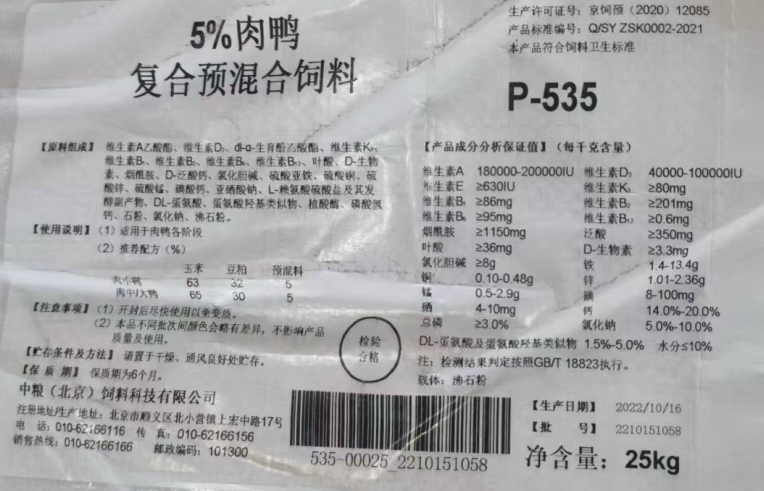 生产许可证号：京饲预（2020）12085
产品标准编号：Q/SY ZSK0002-2021
本产品符合饲料卫生标准
5%肉鸭
复合预混合饲料
P-535
【原料组成】 维生素A乙酸酯、维生素D₃、dl-α-生育酚乙酸酯、维生素K₃、
维生素B₁、维生素B₂、维生素B₆、维生素B₁₂、叶酸、D-生物
素、烟酰胺、D-泛酸钙、氯化胆碱、硫酸亚铁、硫酸铜、硫
酸锌、硫酸锰、碘酸钙、亚硒酸钠、L-赖氨酸硫酸盐及其发
酵副产物、DL-蛋氨酸、蛋氨酸羟基类似物、植酸酶、磷酸氢
钙、石粉、氯化钠、沸石粉。
【使用说明】（1）适用于肉鸭各阶段
（2）推荐配方（%）
玉米 豆粕 预混料
肉小鸭 63 32 5
肉中大鸭 65 30 5
【注意事项】（1）开封后尽快使用以免变质。
（2）本品不同批次间颜色会略有差异，不影响产品
质量及使用。
【贮存条件及方法】请置于干燥、通风良好处贮存。
【保 质 期】 保质期为6个月。
中粮（北京）饲料科技有限公司
注册地址/生产地址：北京市顺义区北小营镇上宏中路17号
电 话：010-62166116 传 真：010-62166156
销售热线：010-62166166 邮政编码：101300
检验
合格
【产品成分分析保证值】（每千克含量）
维生素A 180000-200000IU 维生素D₃ 40000-100000IU
维生素E ≥630IU 维生素K₃ ≥80mg
维生素B₁ ≥86mg 维生素B₂ ≥201mg
维生素B₆ ≥95mg 维生素B₁₂ ≥0.6mg
烟酰胺 ≥1150mg 泛酸 ≥350mg
叶酸 ≥36mg D-生物素 ≥3.3mg
氯化胆碱 ≥8g 铁 1.4-13.4g
铜 0.10-0.48g 锌 1.01-2.36g
锰 0.5-2.9g 碘 8-100mg
硒 4-10mg 钙 14.0%-20.0%
总磷 ≥3.0% 氯化钠 5.0%-10.0%
DL-蛋氨酸及蛋氨酸羟基类似物 1.5%-5.0% 水分≤10%
注：检测结果判定按照GB/T 18823执行。
载体：沸石粉
535-00025_2210151058
【生产日期】 2022/10/16
【批 号】 2210151058
净含量：25kg